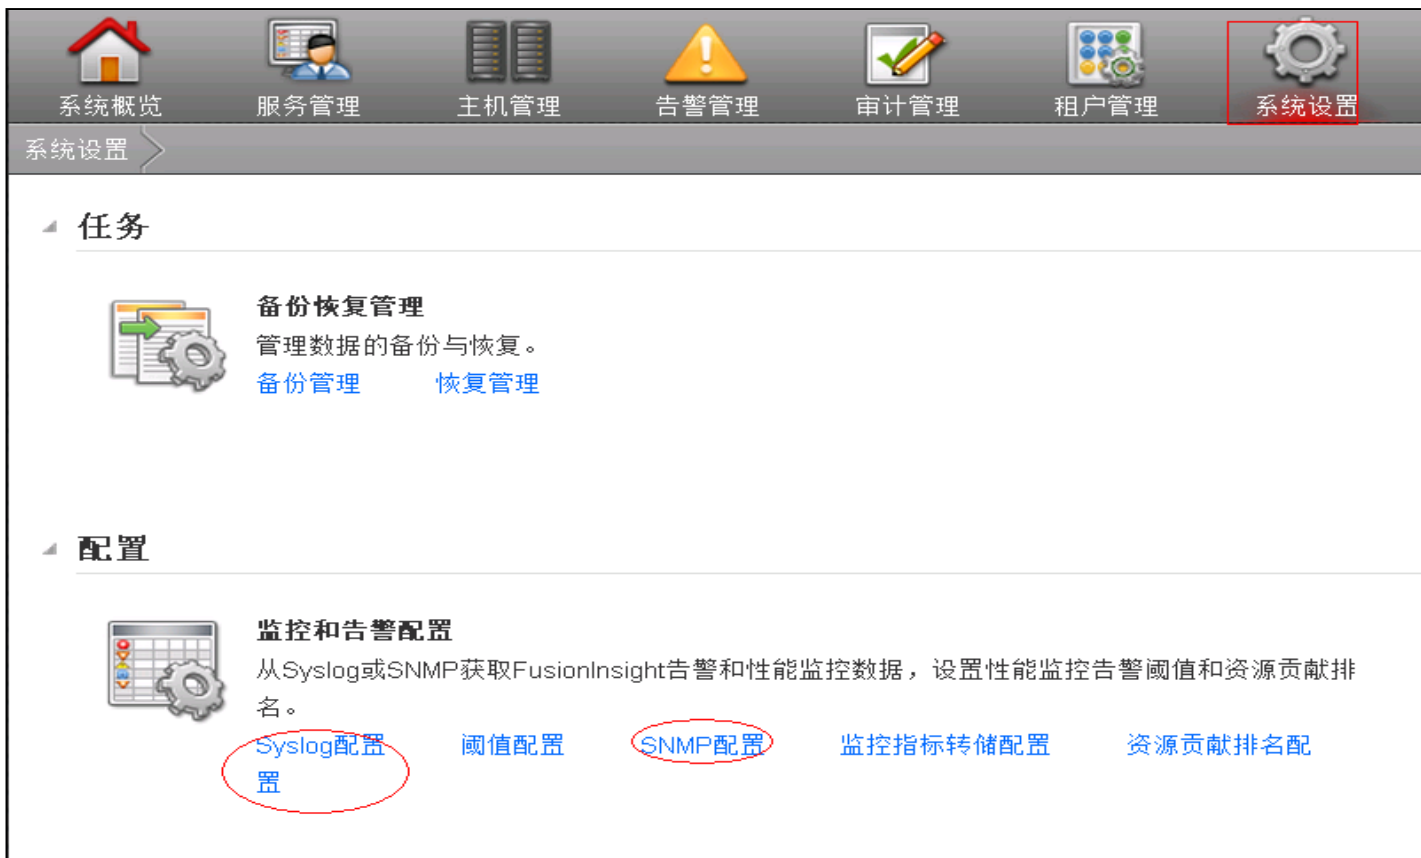 系统概览 服务管理 主机管理 告警管理 审计管理 租户管理 系统设置
系统设置
任务
备份恢复管理
管理数据的备份与恢复。
备份管理 恢复管理
配置
监控和告警配置
从Syslog或SNMP获取FusionInsight告警和性能监控数据，设置性能监控告警阈值和资源贡献排
名。
Syslog配置 阈值配置 SNMP配置 监控指标转储配置 资源贡献排名配
置